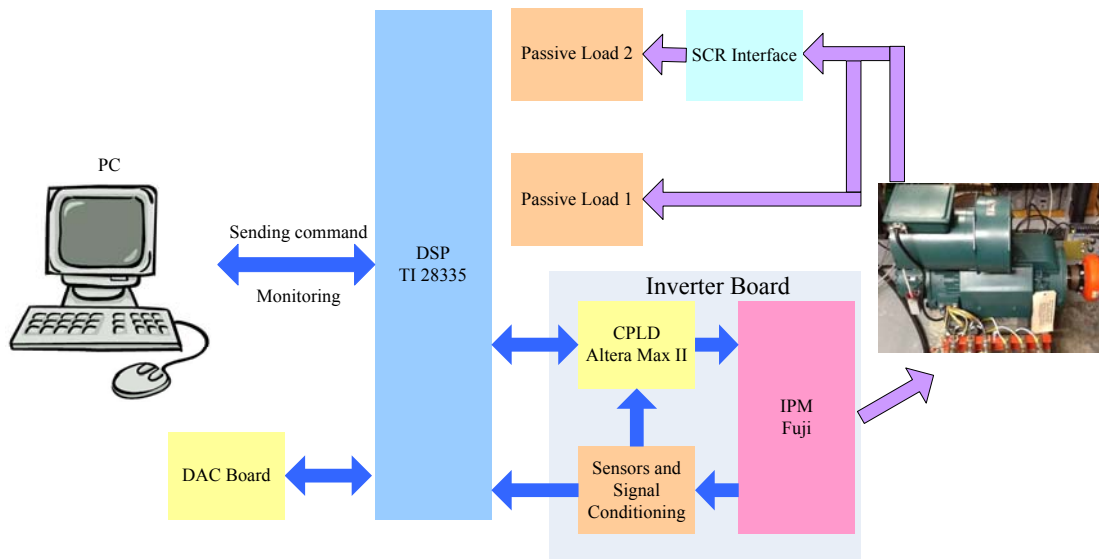 Passive Load 2
SCR Interface
PC
Passive Load 1
Sending command
Monitoring
DSP
TI 28335
Inverter Board
CPLD
Altera Max II
IPM
Fuji
DAC Board
Sensors and
Signal
Conditioning